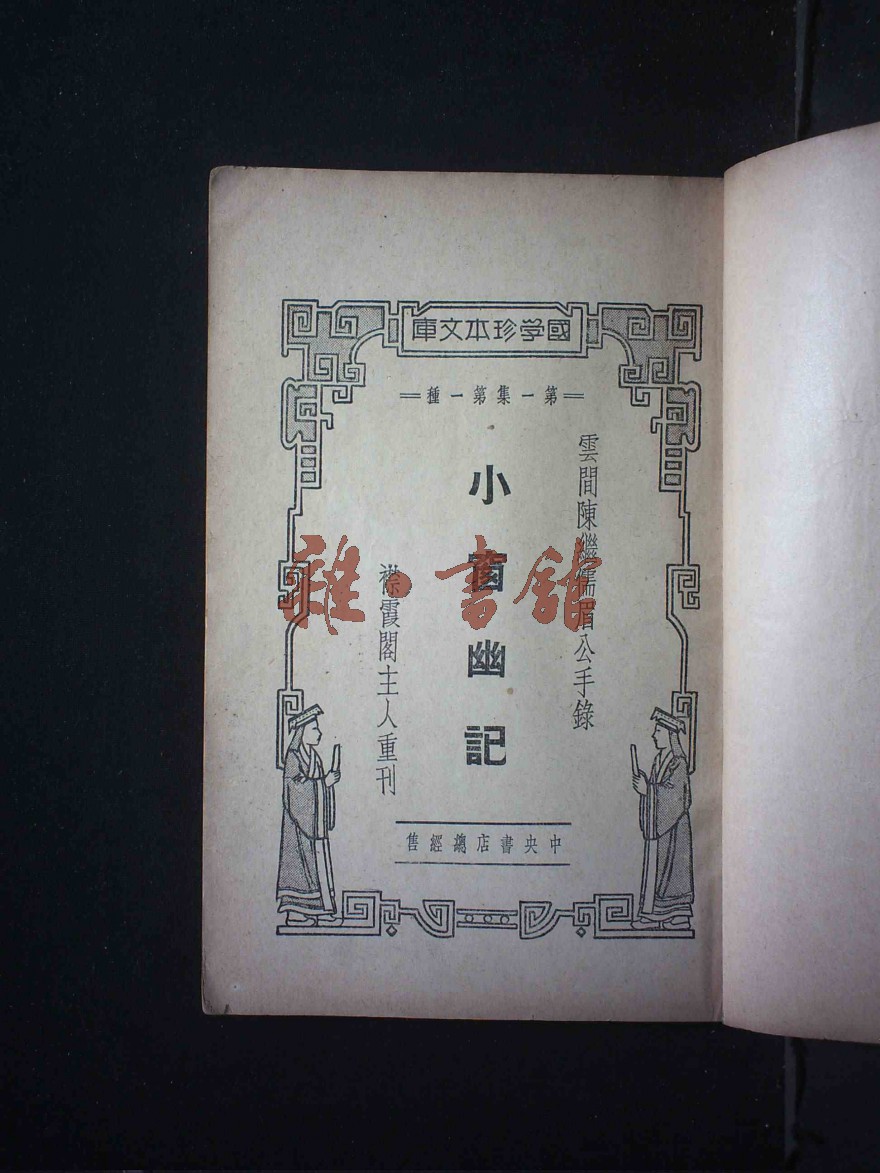 國学珍本文庫
第一集第一種
雲間陳繼儒眉公手錄
小窗幽記
襟霞閣主人重刊
中央書店總經售
雜·書館